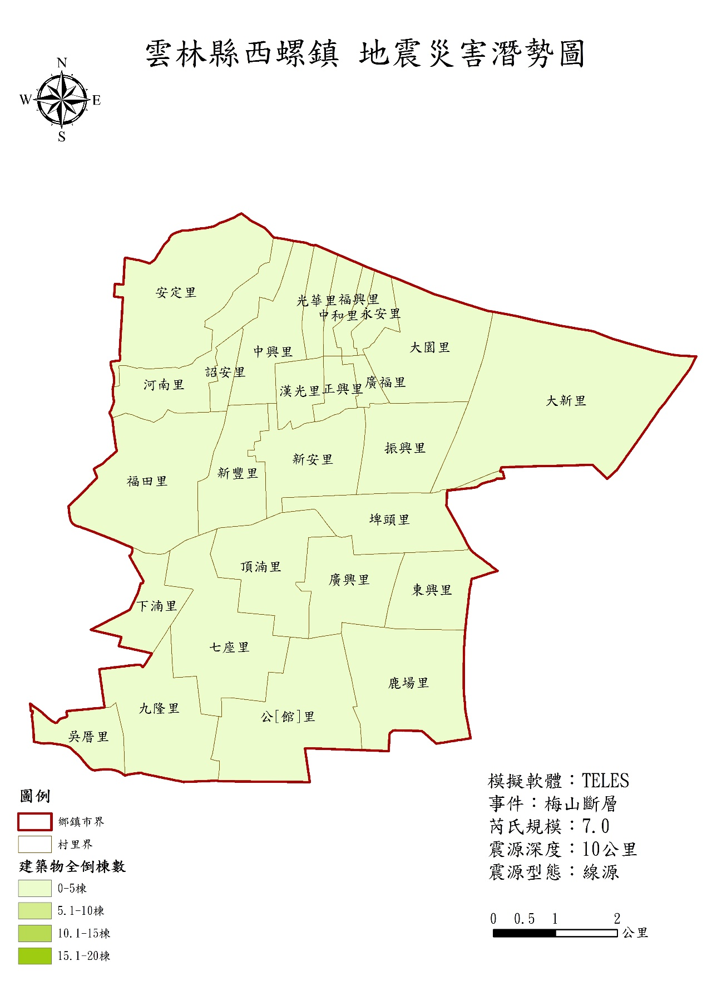 雲林縣西螺鎮 地震災害潛勢圖
N
W E
S
安定里
光華里 福興里
中和里 永安里
大園里
中興里
詔安里
河南里
漢光里 正興里 廣福里
大新里
振興里
新安里
新豐里
福田里
埤頭里
頂湳里
廣興里
東興里
下湳里
七座里
鹿場里
九隆里
公[館]里
吳厝里
圖例
鄉鎮市界
村里界
建築物全倒棟數
0-5棟
5.1-10棟
10.1-15棟
15.1-20棟
模擬軟體：TELES
事件：梅山斷層
芮氏規模：7.0
震源深度：10公里
震源型態：線源
0 0.5 1 2
公里